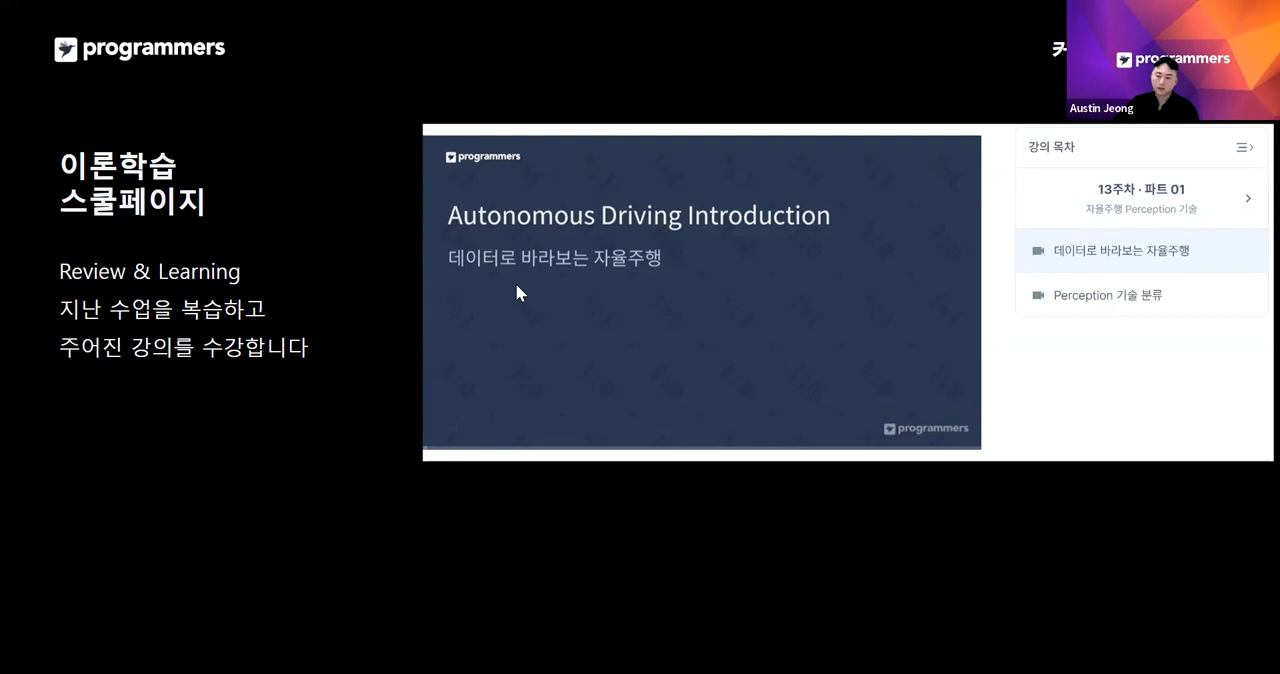 programmers
programmers
Austin Jeong
이론학습
스쿨페이지
Review & Learning
지난 수업을 복습하고
주어진 강의를 수강합니다
programmers
Autonomous Driving Introduction
데이터로 바라보는 자율주행
programmers
강의 목차
13주차 · 파트 01
자율주행 Perception 기술
데이터로 바라보는 자율주행
Perception 기술 분류